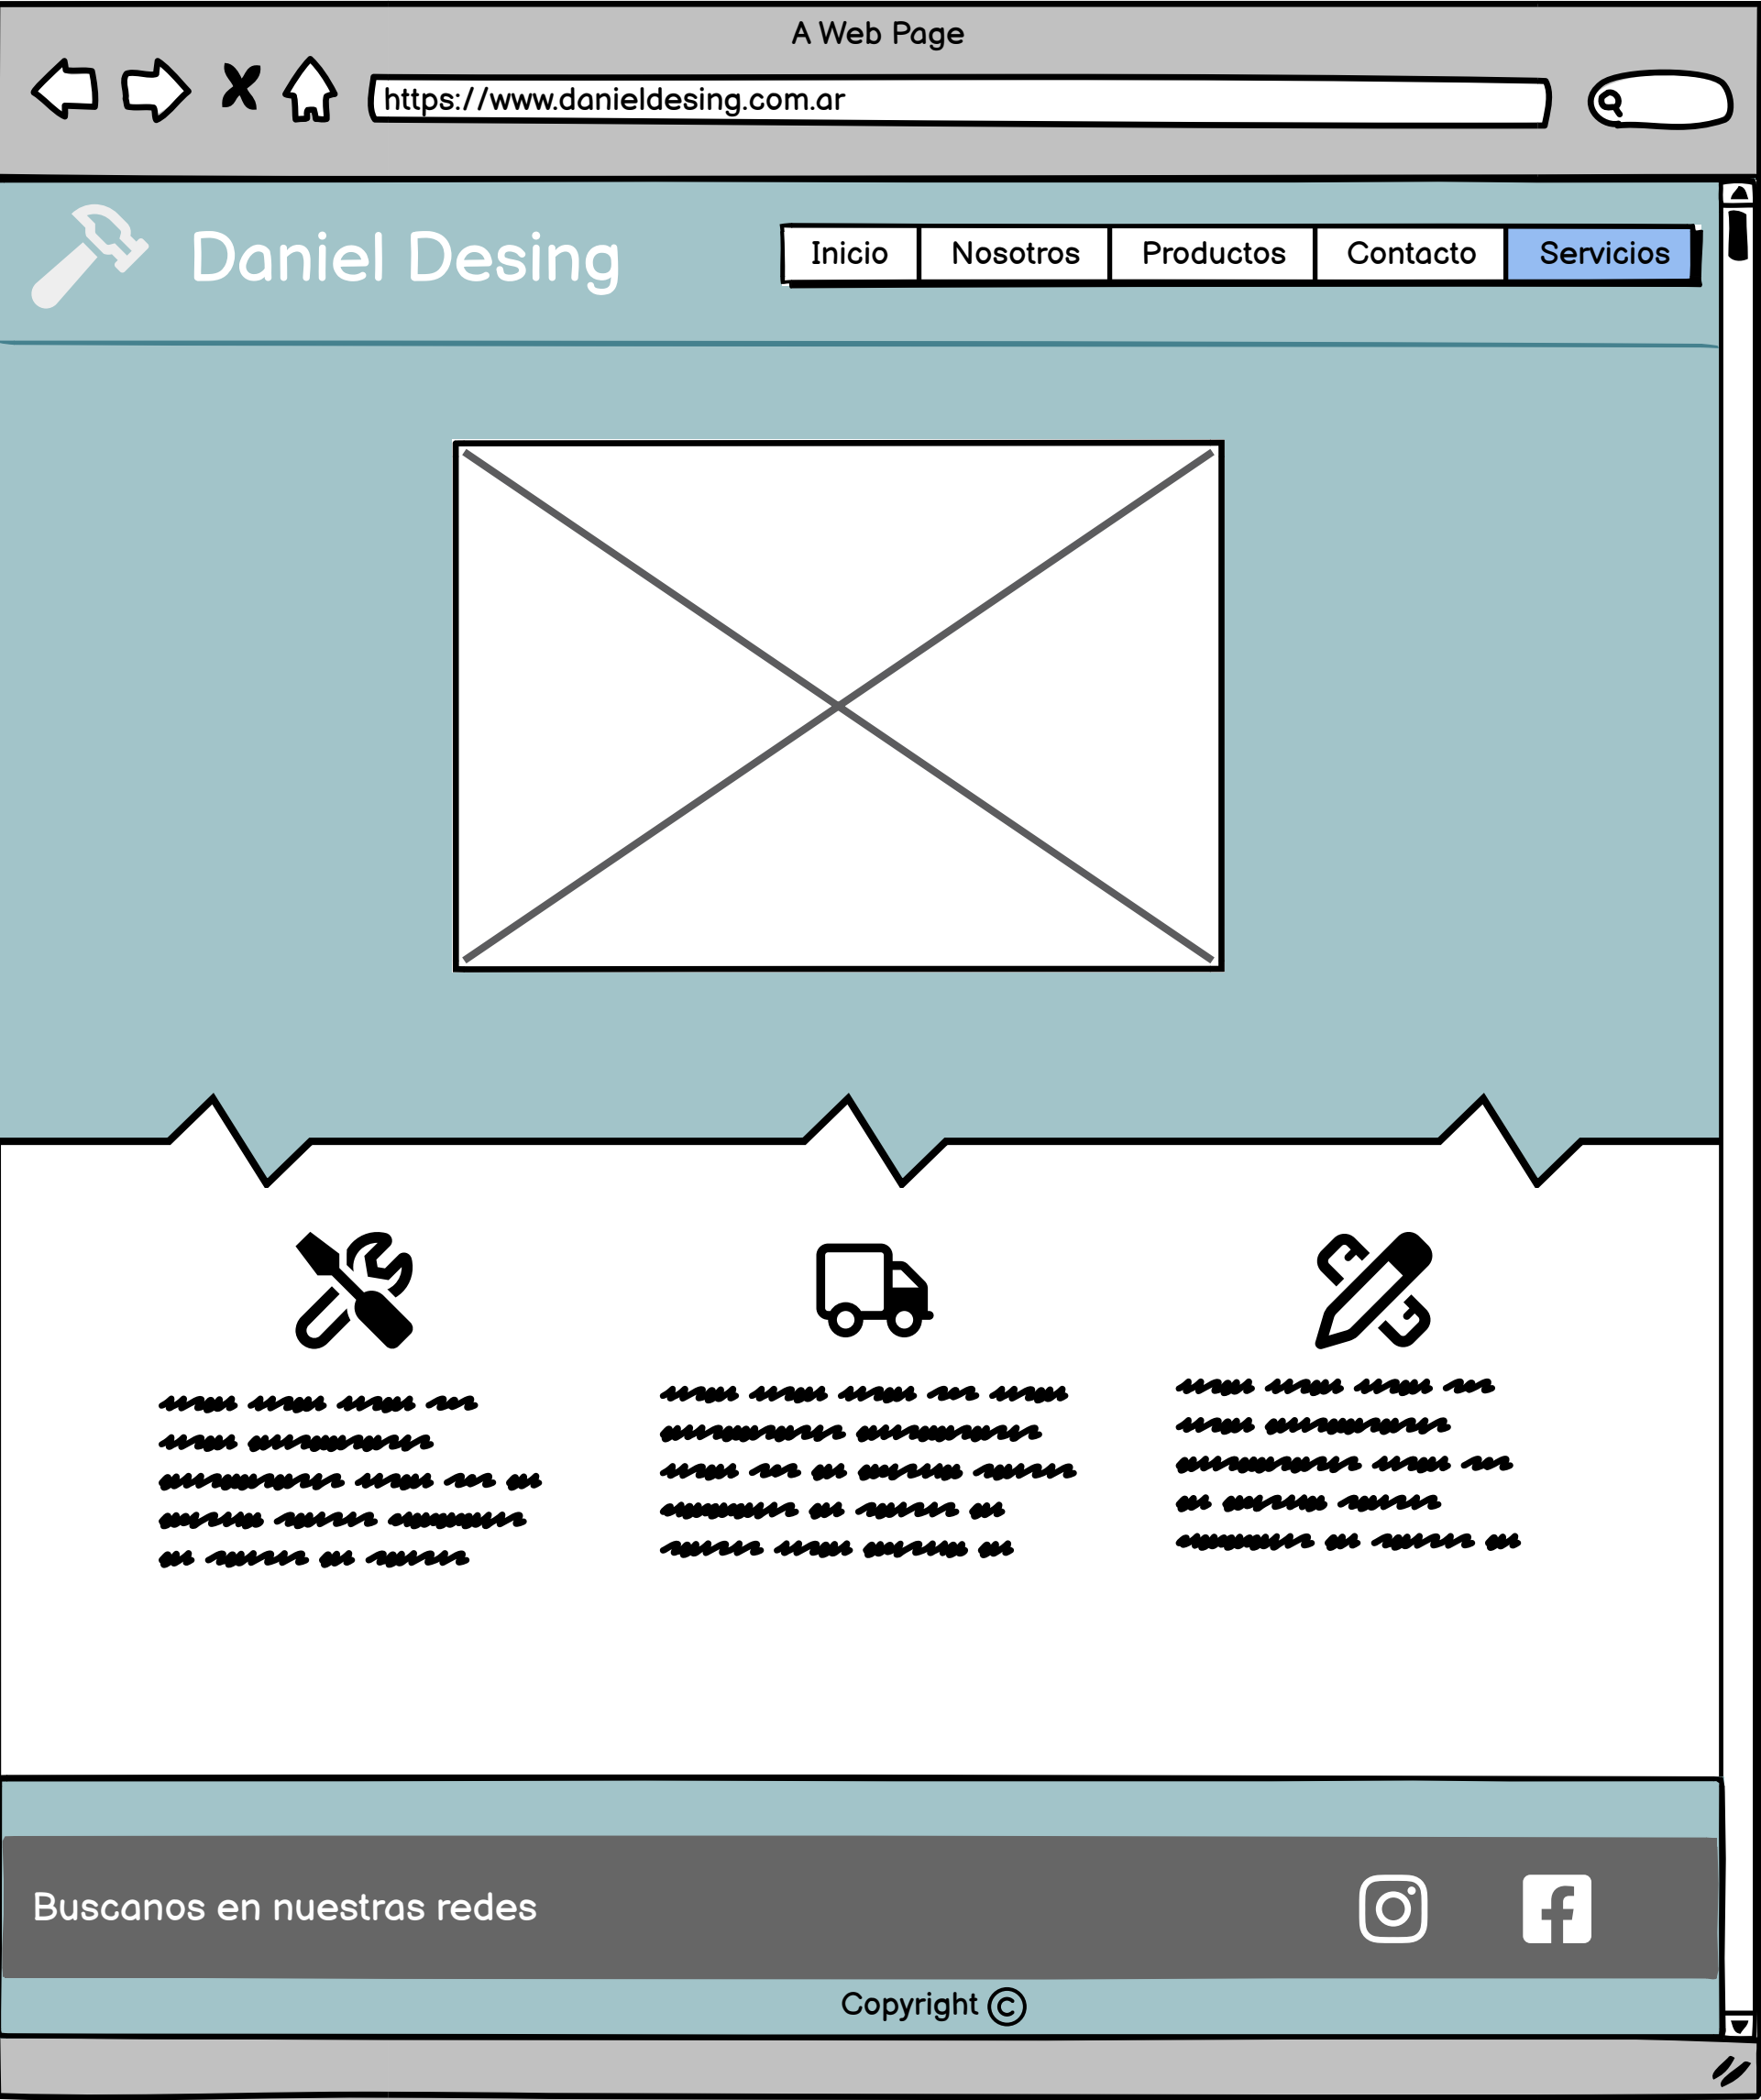 A Web Page
https://www.danieldesing.com.ar
Daniel Desing
Inicio
Nosotros
Productos
Contacto
Servicios
Buscanos en nuestras redes
Copyright ©